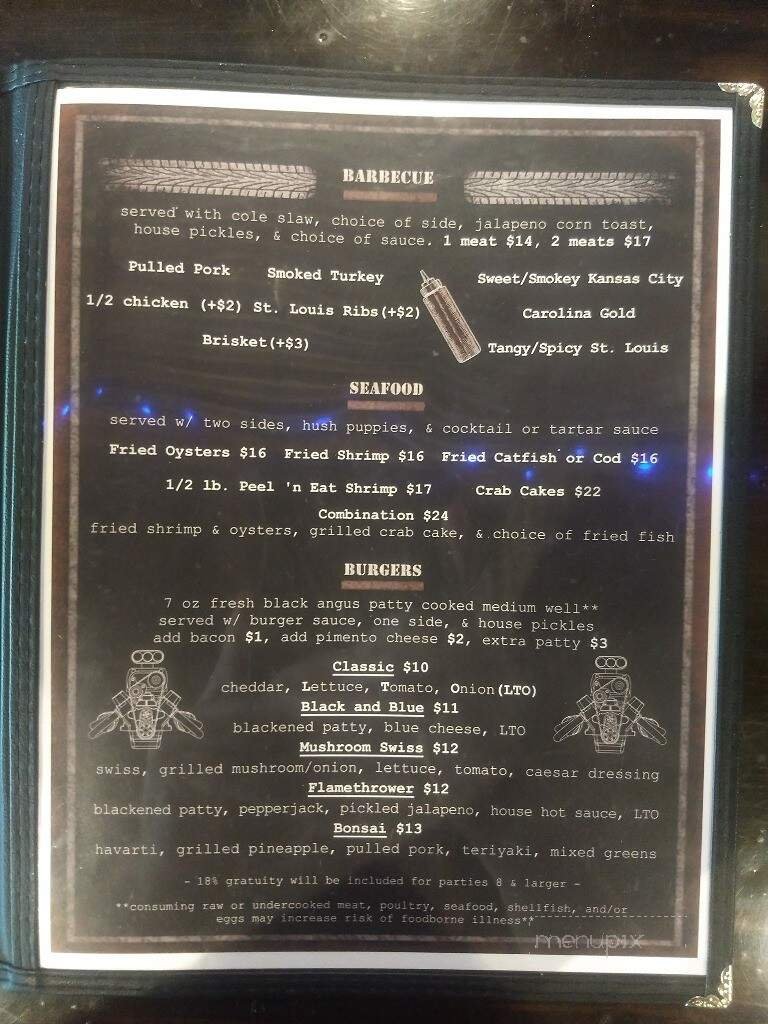 BARBECUE
served with cole slaw, choice of side, jalapeno corn toast,
house pickles, & choice of sauce. 1 meat $14, 2 meats $17
Pulled Pork Smoked Turkey Sweet/Smokey Kansas City
1/2 chicken (+$2) St. Louis Ribs(+$2) Carolina Gold
Brisket(+$3) Tangy/Spicy St. Louis
SEAFOOD
served w/ two sides, hush puppies, & cocktail or tartar sauce
Fried Oysters $16 Fried Shrimp $16 Fried Catfish or Cod $16
1/2 lb. Peel 'n Eat Shrimp $17 Crab Cakes $22
Combination $24
fried shrimp & oysters, grilled crab cake, & choice of fried fish
BURGERS
7 oz fresh black angus patty cooked medium well**
served w/ burger sauce, one side, & house pickles
add bacon $1, add pimento cheese $2, extra patty $3
Classic $10
cheddar, Lettuce, Tomato, Onion(LTO)
Black and Blue $11
blackened patty, blue cheese, LTO
Mushroom Swiss $12
swiss, grilled mushroom/onion, lettuce, tomato, caesar dressing
Flamethrower $12
blackened patty, pepperjack, pickled jalapeno, house hot sauce, LTO
Bonsai $13
havarti, grilled pineapple, pulled pork, teriyaki, mixed greens
- 18% gratuity will be included for parties 8 & larger -
**consuming raw or undercooked meat, poultry, seafood, shellfish, and/or
eggs may increase risk of foodborne illness**
menupix